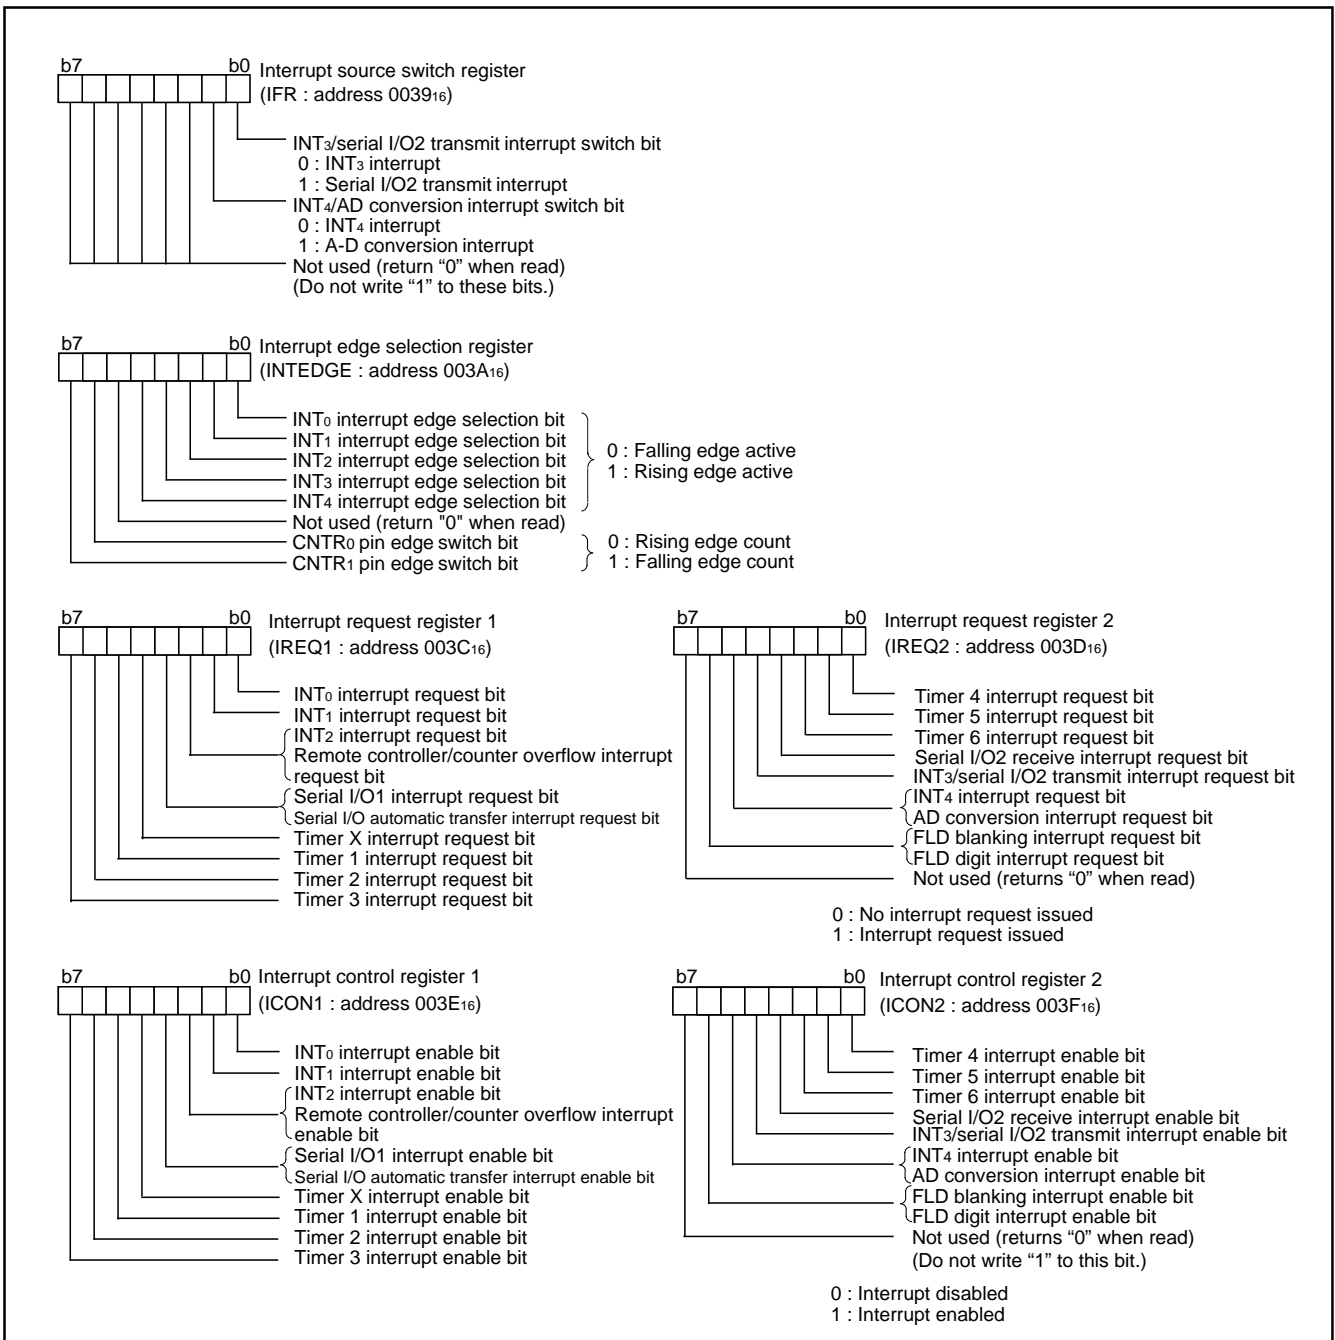 b7 b0 Interrupt source switch register
(IFR : address 003916)
INT3/serial I/O2 transmit interrupt switch bit
0 : INT3 interrupt
1 : Serial I/O2 transmit interrupt
INT4/AD conversion interrupt switch bit
0 : INT4 interrupt
1 : A-D conversion interrupt
Not used (return “0” when read)
(Do not write “1” to these bits.)
b7 b0 Interrupt edge selection register
(INTEDGE : address 003A16)
INT0 interrupt edge selection bit
INT1 interrupt edge selection bit
INT2 interrupt edge selection bit
INT3 interrupt edge selection bit
INT4 interrupt edge selection bit
0 : Falling edge active
1 : Rising edge active
Not used (return "0" when read)
CNTR0 pin edge switch bit
CNTR1 pin edge switch bit
0 : Rising edge count
1 : Falling edge count
b7 b0 Interrupt request register 1
(IREQ1 : address 003C16)
INT0 interrupt request bit
INT1 interrupt request bit
INT2 interrupt request bit
Remote controller/counter overflow interrupt
request bit
Serial I/O1 interrupt request bit
Serial I/O automatic transfer interrupt request bit
Timer X interrupt request bit
Timer 1 interrupt request bit
Timer 2 interrupt request bit
Timer 3 interrupt request bit
b7 b0 Interrupt request register 2
(IREQ2 : address 003D16)
Timer 4 interrupt request bit
Timer 5 interrupt request bit
Timer 6 interrupt request bit
Serial I/O2 receive interrupt request bit
INT3/serial I/O2 transmit interrupt request bit
INT4 interrupt request bit
AD conversion interrupt request bit
FLD blanking interrupt request bit
FLD digit interrupt request bit
Not used (returns “0” when read)
0 : No interrupt request issued
1 : Interrupt request issued
b7 b0 Interrupt control register 1
(ICON1 : address 003E16)
INT0 interrupt enable bit
INT1 interrupt enable bit
INT2 interrupt enable bit
Remote controller/counter overflow interrupt
enable bit
Serial I/O1 interrupt enable bit
Serial I/O automatic transfer interrupt enable bit
Timer X interrupt enable bit
Timer 1 interrupt enable bit
Timer 2 interrupt enable bit
Timer 3 interrupt enable bit
b7 b0 Interrupt control register 2
(ICON2 : address 003F16)
Timer 4 interrupt enable bit
Timer 5 interrupt enable bit
Timer 6 interrupt enable bit
Serial I/O2 receive interrupt enable bit
INT3/serial I/O2 transmit interrupt enable bit
INT4 interrupt enable bit
AD conversion interrupt enable bit
FLD blanking interrupt enable bit
FLD digit interrupt enable bit
Not used (returns “0” when read)
(Do not write “1” to this bit.)
0 : Interrupt disabled
1 : Interrupt enabled